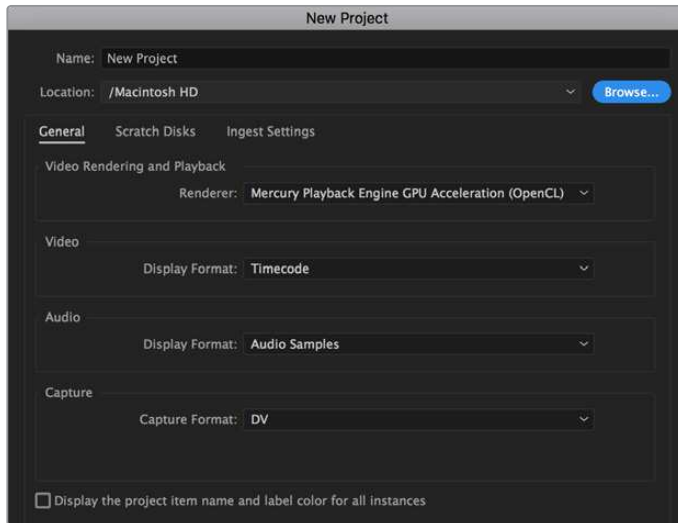 New Project
Name: New Project
Location: /Macintosh HD Browse...
General Scratch Disks Ingest Settings
Video Rendering and Playback
Renderer: Mercury Playback Engine GPU Acceleration (OpenCL)
Video
Display Format: Timecode
Audio
Display Format: Audio Samples
Capture
Capture Format: DV
Display the project item name and label color for all instances